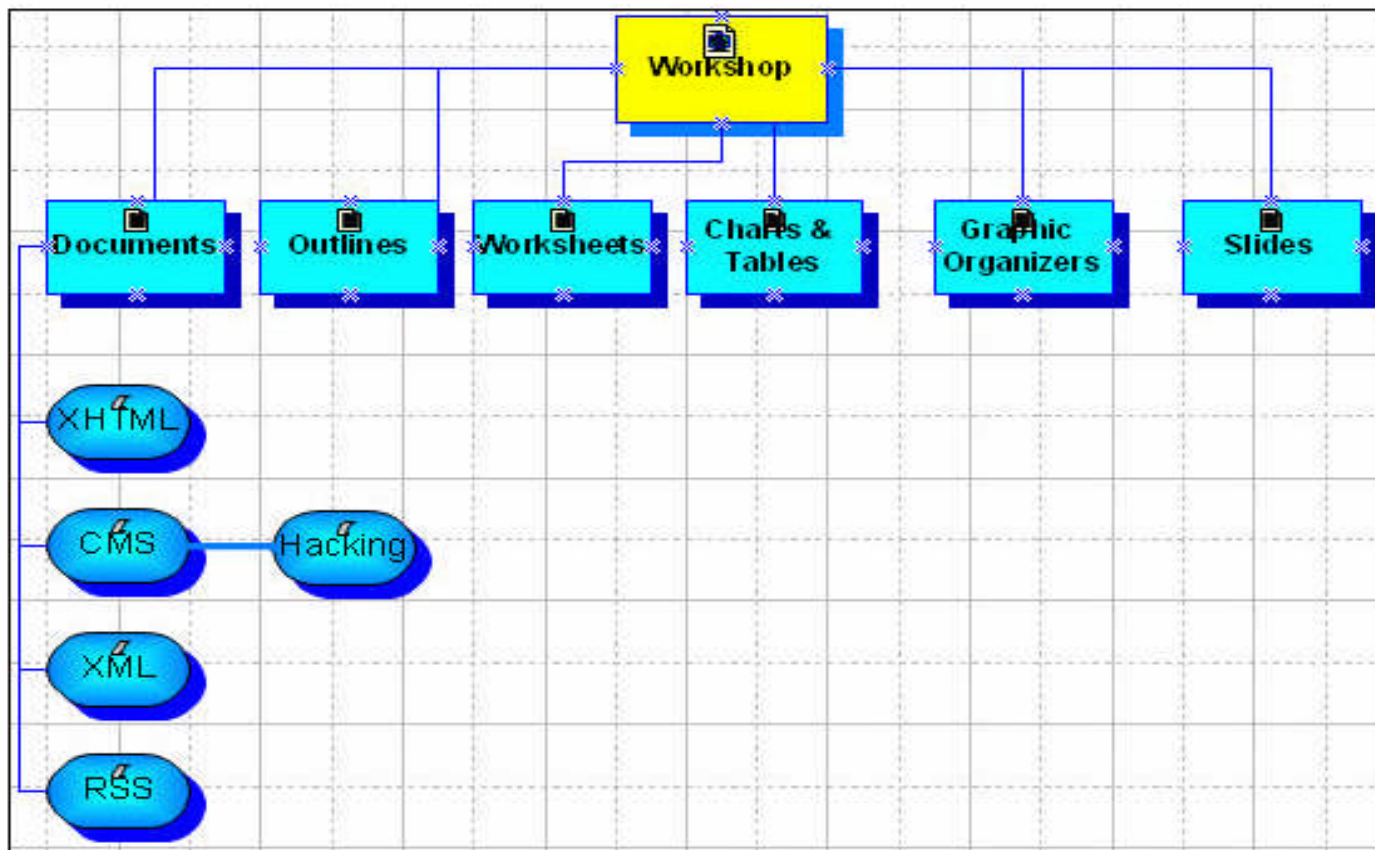 Workshop
Documents
Outlines
Worksheets
Charts &
Tables
Graphic
Organizers
Slides
XHTML
CMS
Hacking
XML
RSS